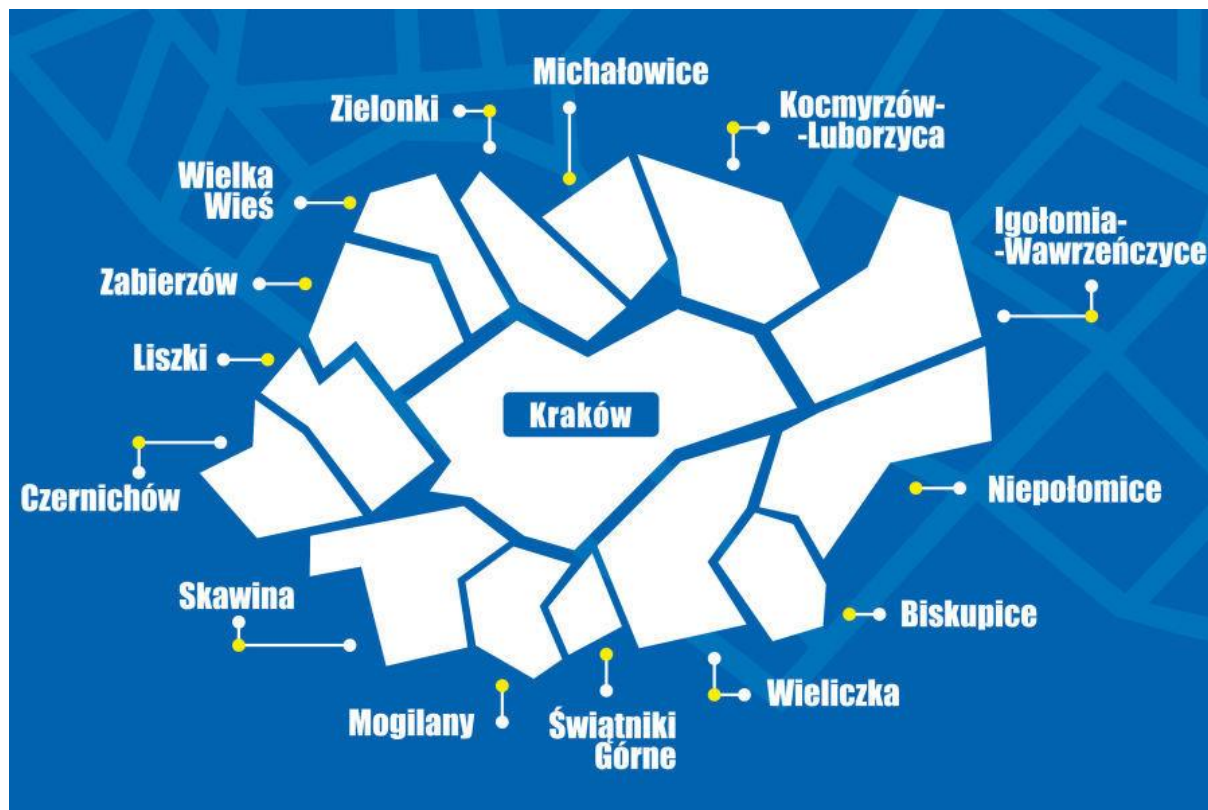 Michałowice
Zielonki
Kocmyrzów-
-Luborzyca
Wielka
Wieś
Igołomia-
-Wawrzeńczyce
Zabierzów
Liszki
Kraków
Czernichów
Niepołomice
Skawina
Biskupice
Wieliczka
Mogilany
Świątniki
Górne